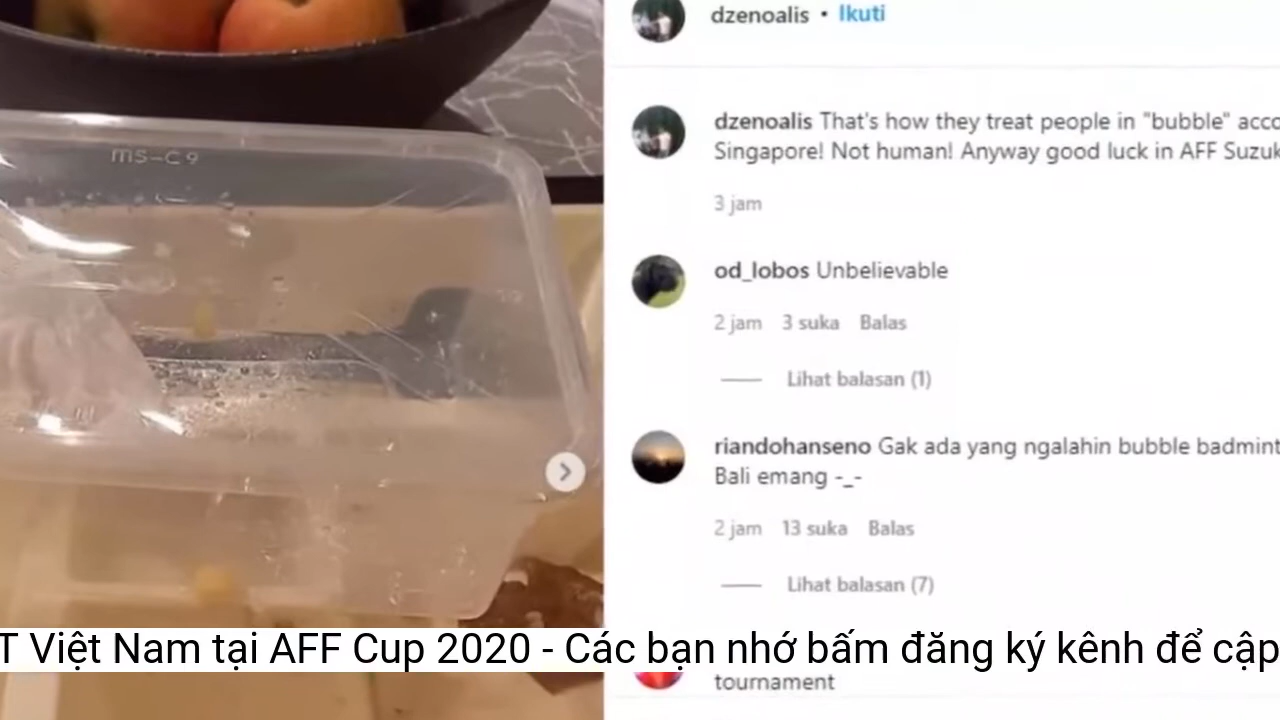 dzenoalis • Ikuti
MS-C9
dzenoalis That's how they treat people in "bubble" acco
Singapore! Not human! Anyway good luck in AFF Suzuk
3 jam
od_lobos Unbelievable
2 jam 3 suka Balas
Lihat balasan (1)
riandohanseno Gak ada yang ngalahin bubble badmint
Bali emang -_-
2 jam 13 suka Balas
Lihat balasan (7)
T Việt Nam tại AFF Cup 2020 - Các bạn nhớ bấm đăng ký kênh để cập
tournament